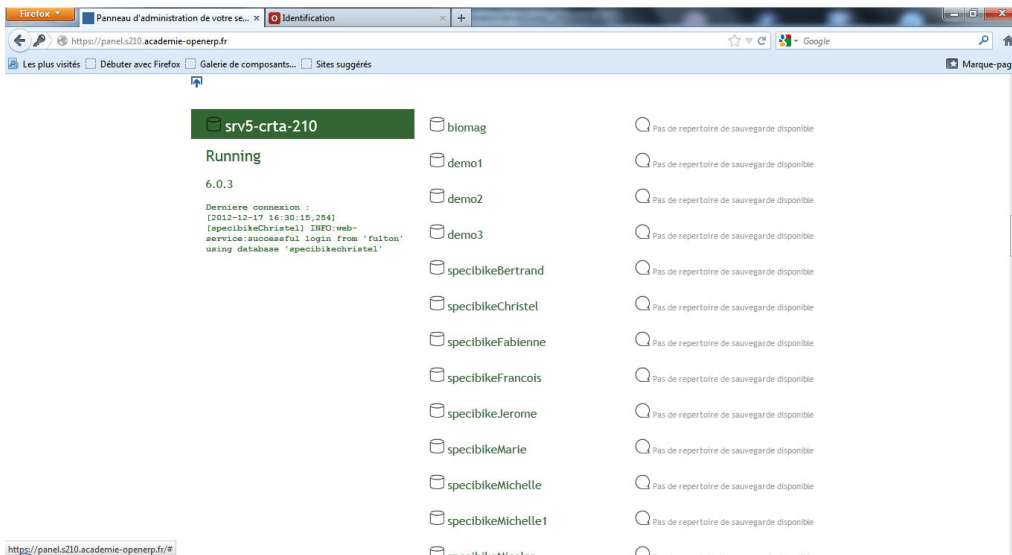 Firefox
Panneau d'administration de votre se... ×
Identification ×
+
https://panel.s210.academie-openerp.fr
Google
Les plus visités
Débuter avec Firefox
Galerie de composants...
Sites suggérés
Marque-pag
srv5-crta-210
Running
6.0.3
Derniere connexion :
[2012-12-17 16:30:15,254]
[specibikeChristel] INFO:web-
service:successful login from 'fulton'
using database 'specibikechristel'
biomag
Pas de repertoire de sauvegarde disponible
demo1
Pas de repertoire de sauvegarde disponible
demo2
Pas de repertoire de sauvegarde disponible
demo3
Pas de repertoire de sauvegarde disponible
specibikeBertrand
Pas de repertoire de sauvegarde disponible
specibikeChristel
Pas de repertoire de sauvegarde disponible
specibikeFabienne
Pas de repertoire de sauvegarde disponible
specibikeFrancois
Pas de repertoire de sauvegarde disponible
specibikeJerome
Pas de repertoire de sauvegarde disponible
specibikeMarie
Pas de repertoire de sauvegarde disponible
specibikeMichelle
Pas de repertoire de sauvegarde disponible
specibikeMichelle1
Pas de repertoire de sauvegarde disponible
https://panel.s210.academie-openerp.fr/#